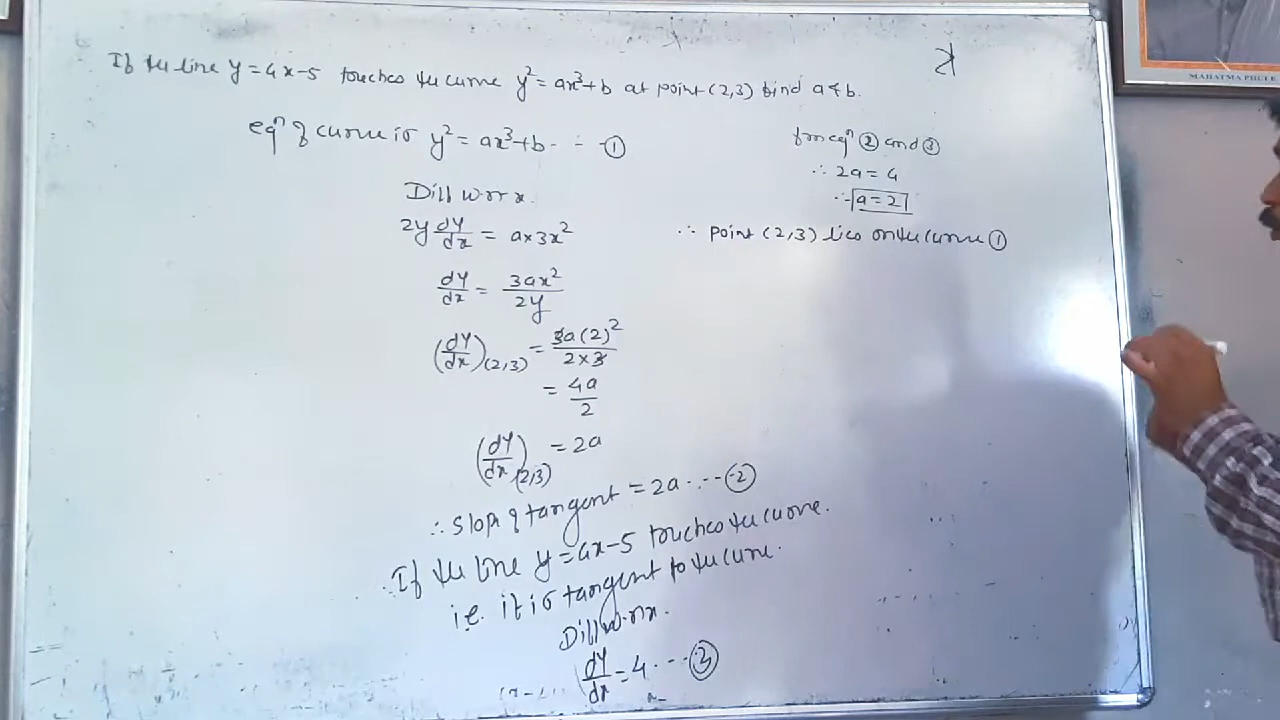 If the line y = 4x-5 touches the curve y² = ax³+b at point (2,3) find a & b.
eqⁿ of curve is y² = ax³+b - - - ①
Diff w.r.r x.
2y dy/dx = a×3x²
dy/dx = 3ax²/2y
(dy/dx)(2,3) = 3a(2)²/2×3
= 4a/2
(dy/dx)(2,3) = 2a
∴ slope of tangent = 2a . . - - ②
∴ If the line y = 4x-5 touches the curve.
i.e. it is tangent to the curve.
Diff w.r.r x.
dy/dx = 4 . - - ③
from eqⁿ ② and ③
∴ 2a = 4
∴ a = 2
∴ point (2,3) lies on the curve ①
MAHATMA PHULE